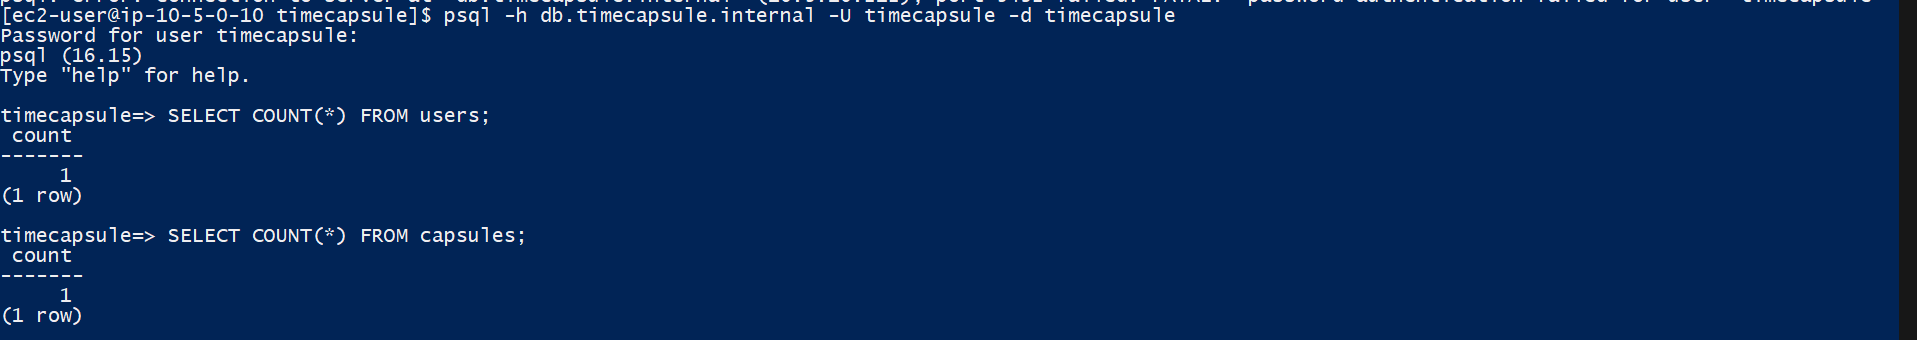 [ec2-user@ip-10-5-0-10 timecapsule]$ psql -h db.timecapsule.internal -U timecapsule -d timecapsule
Password for user timecapsule:
psql (16.15)
Type "help" for help.

timecapsule=> SELECT COUNT(*) FROM users;
 count
-------
     1
(1 row)

timecapsule=> SELECT COUNT(*) FROM capsules;
 count
-------
     1
(1 row)